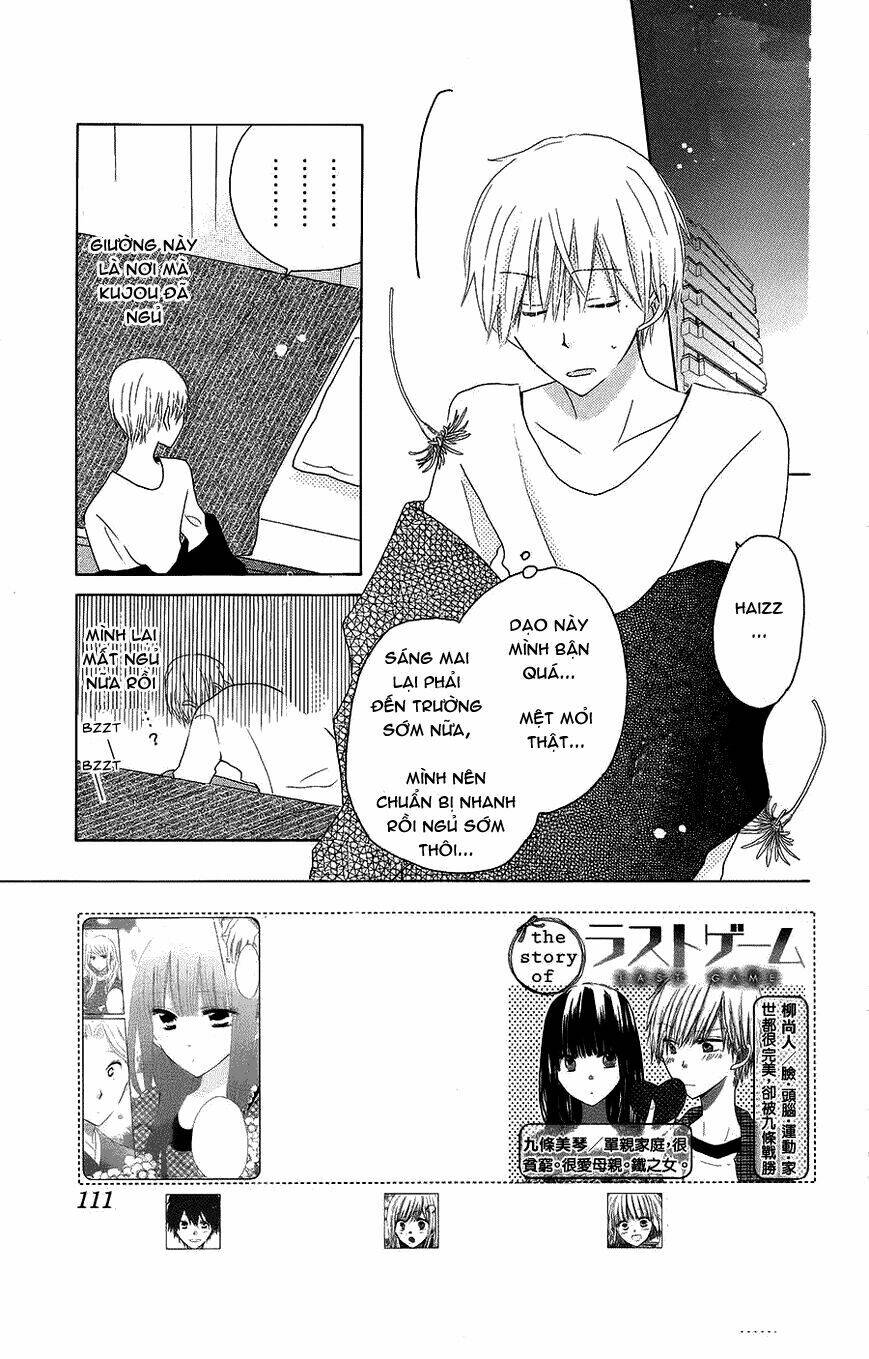 HAIZZ
...
DẠO NÀY
MÌNH BẬN
QUÁ...
MỆT MỎI
THẬT...
SÁNG MAI
LẠI PHẢI
ĐẾN TRƯỜNG
SỚM NỮA,
MÌNH NÊN
CHUẨN BỊ NHANH
RỒI NGỦ SỚM
THÔI...
GIƯỜNG NÀY
LÀ NƠI MÀ
KUJOU ĐÃ
NGỦ
MÌNH LẠI
MẤT NGỦ
NỮA RỒI
...?
BZZT
BZZT
the
story
of
ラストゲーム
LAST GAME
柳尚人／臉・頭腦・運動・家
世都很完美，卻被九條戰勝
九條美琴／單親家庭，很
貧窮。很愛母親。鐵之女。
111